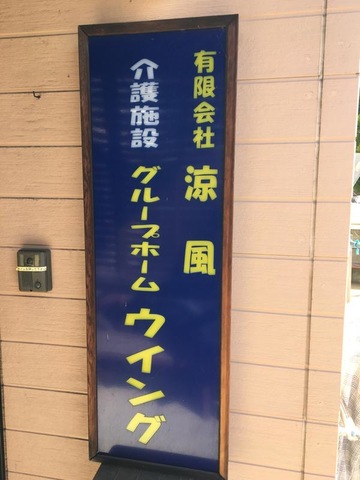 有限会社 涼風
介護施設 グループホーム ウイング